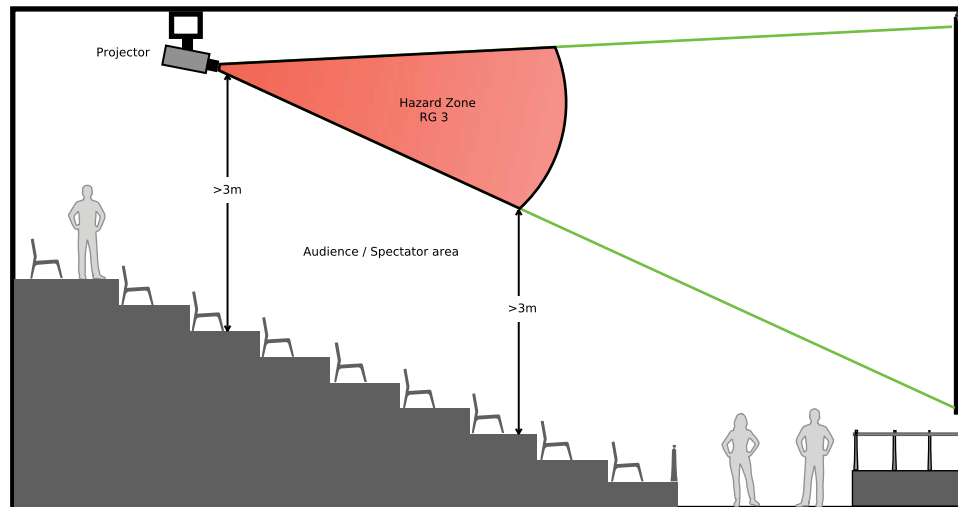 Projector
Hazard Zone
RG 3
>3m
Audience / Spectator area
>3m